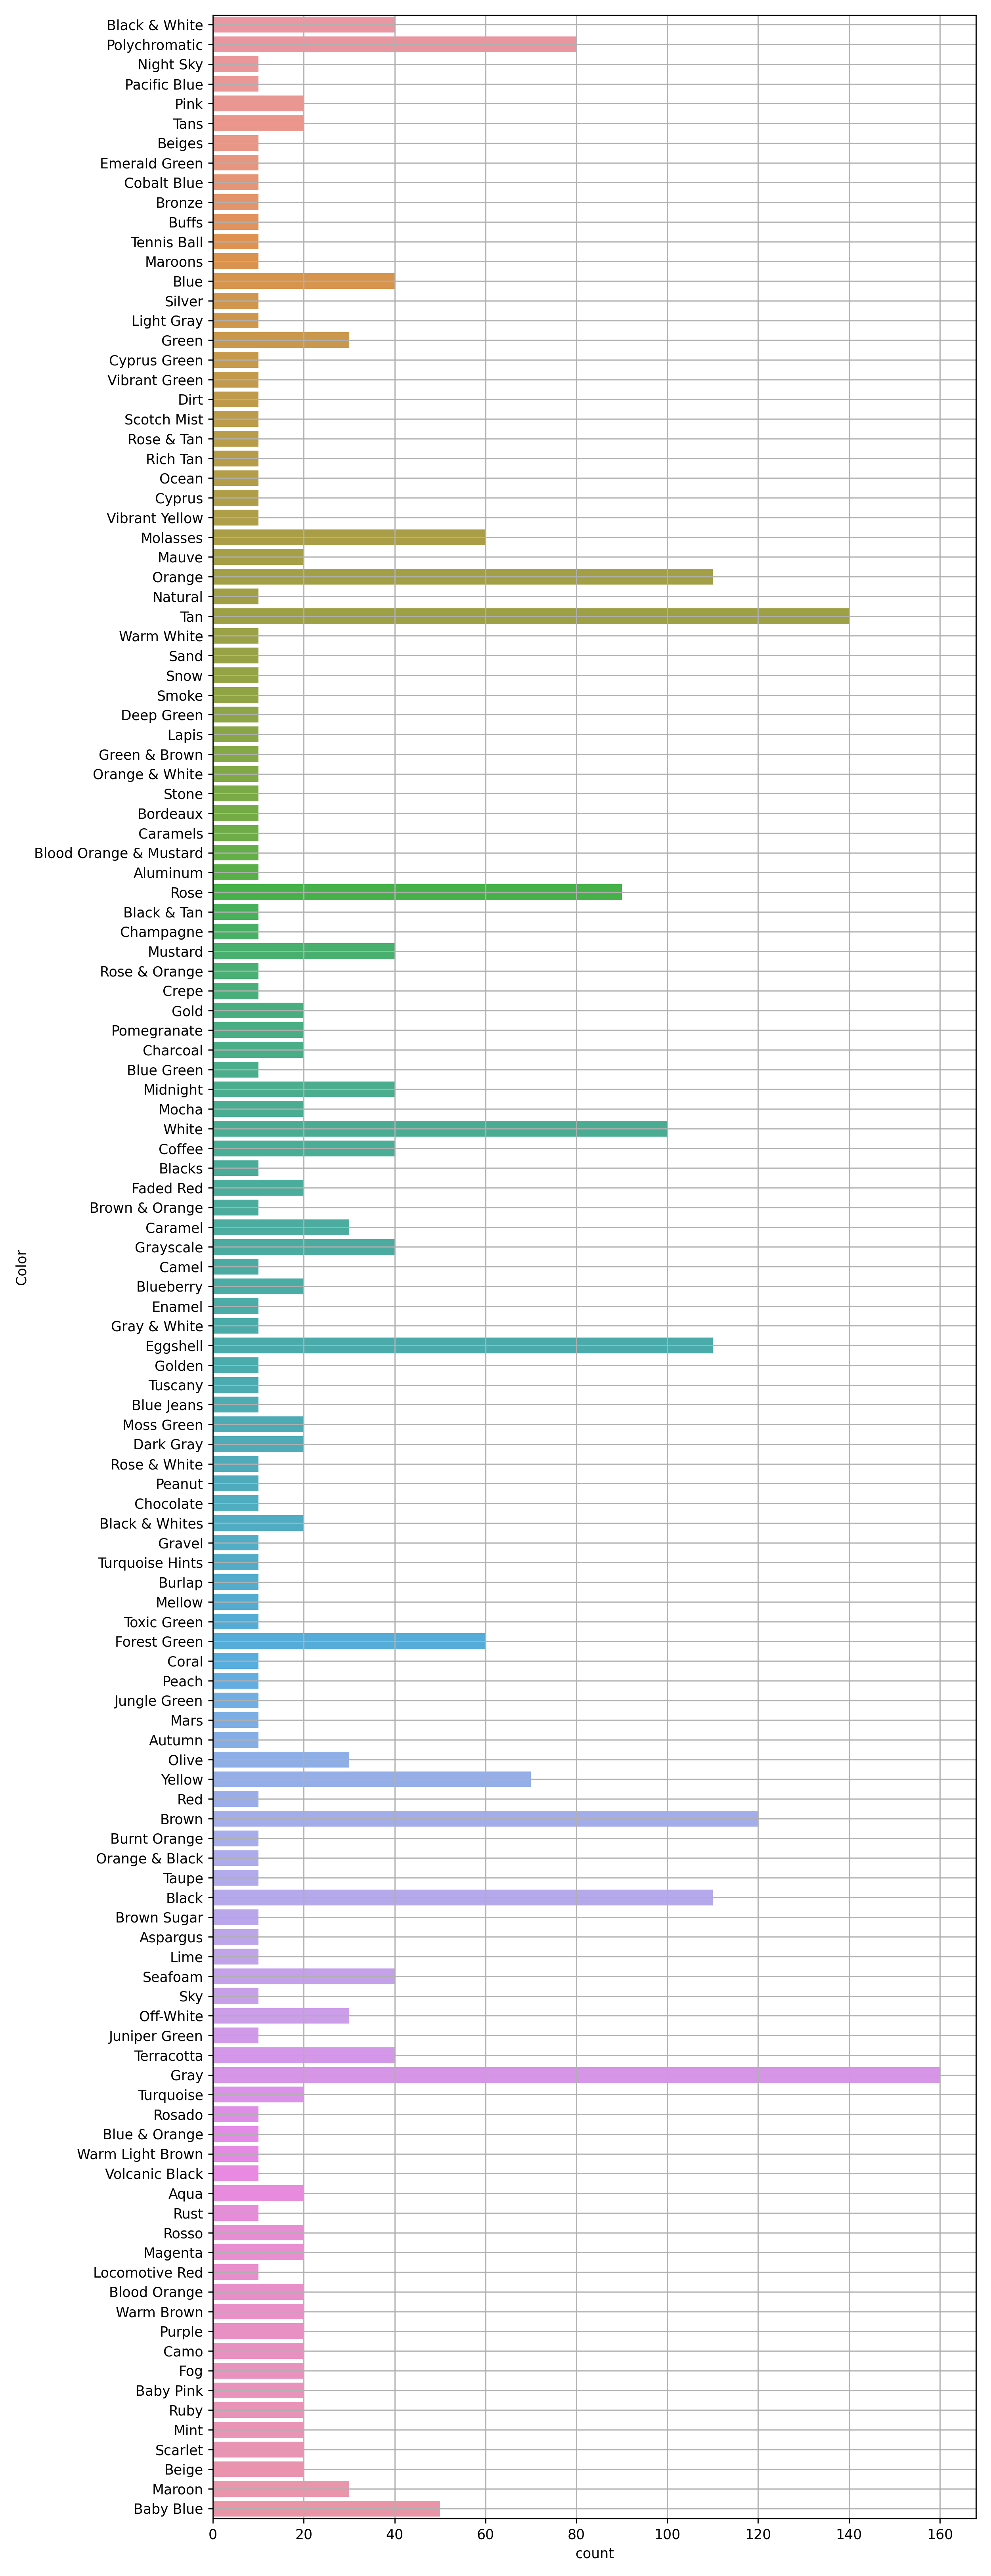 Black & White
Polychromatic
Night Sky
Pacific Blue
Pink
Tans
Beiges
Emerald Green
Cobalt Blue
Bronze
Buffs
Tennis Ball
Maroons
Blue
Silver
Light Gray
Green
Cyprus Green
Vibrant Green
Dirt
Scotch Mist
Rose & Tan
Rich Tan
Ocean
Cyprus
Vibrant Yellow
Molasses
Mauve
Orange
Natural
Tan
Warm White
Sand
Snow
Smoke
Deep Green
Lapis
Green & Brown
Orange & White
Stone
Bordeaux
Caramels
Blood Orange & Mustard
Aluminum
Rose
Black & Tan
Champagne
Mustard
Rose & Orange
Crepe
Gold
Pomegranate
Charcoal
Blue Green
Midnight
Mocha
White
Coffee
Blacks
Faded Red
Brown & Orange
Caramel
Grayscale
Camel
Blueberry
Enamel
Gray & White
Eggshell
Golden
Tuscany
Blue Jeans
Moss Green
Dark Gray
Rose & White
Peanut
Chocolate
Black & Whites
Gravel
Turquoise Hints
Burlap
Mellow
Toxic Green
Forest Green
Coral
Peach
Jungle Green
Mars
Autumn
Olive
Yellow
Red
Brown
Burnt Orange
Orange & Black
Taupe
Black
Brown Sugar
Aspargus
Lime
Seafoam
Sky
Off-White
Juniper Green
Terracotta
Gray
Turquoise
Rosado
Blue & Orange
Warm Light Brown
Volcanic Black
Aqua
Rust
Rosso
Magenta
Locomotive Red
Blood Orange
Warm Brown
Purple
Camo
Fog
Baby Pink
Ruby
Mint
Scarlet
Beige
Maroon
Baby Blue
Color
0 20 40 60 80 100 120 140 160
count